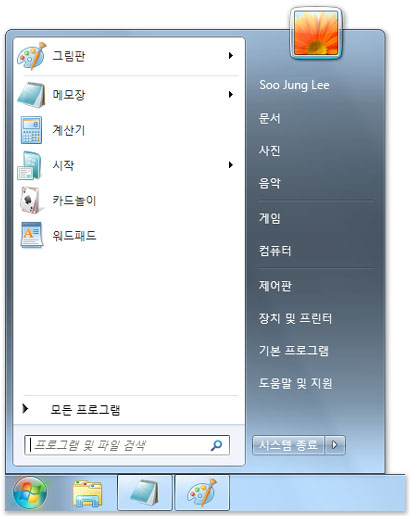 그림판
메모장
계산기
시작
카드놀이
워드패드
모든 프로그램
프로그램 및 파일 검색
Soo Jung Lee
문서
사진
음악
게임
컴퓨터
제어판
장치 및 프린터
기본 프로그램
도움말 및 지원
시스템 종료